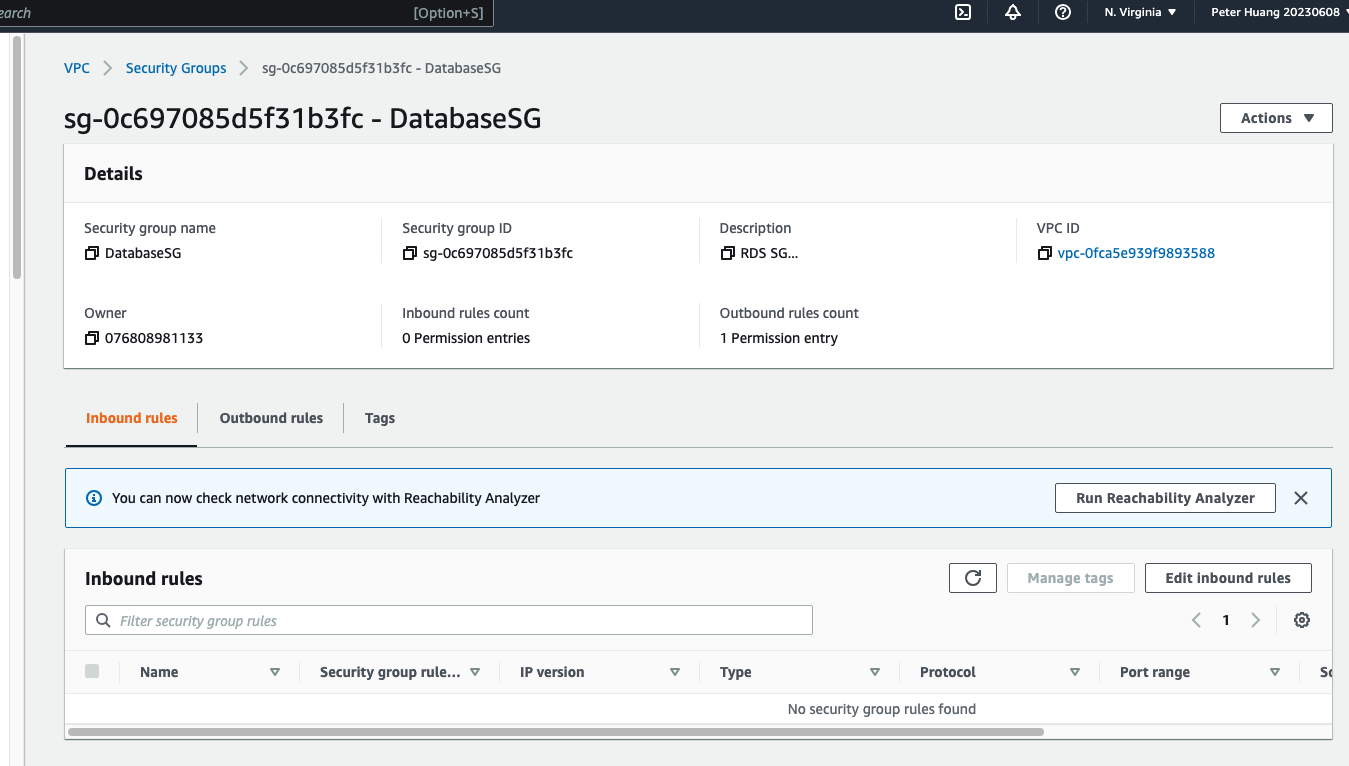 earch [Option+S] N. Virginia Peter Huang 20230608
VPC Security Groups sg-0c697085d5f31b3fc - DatabaseSG
sg-0c697085d5f31b3fc - DatabaseSG
Actions
Details
Security group name Security group ID Description VPC ID
DatabaseSG sg-0c697085d5f31b3fc RDS SG... vpc-0fca5e939f9893588
Owner Inbound rules count Outbound rules count
076808981133 0 Permission entries 1 Permission entry
Inbound rules Outbound rules Tags
You can now check network connectivity with Reachability Analyzer Run Reachability Analyzer
Inbound rules Manage tags Edit inbound rules
Filter security group rules 1
Name Security group rule... IP version Type Protocol Port range
No security group rules found